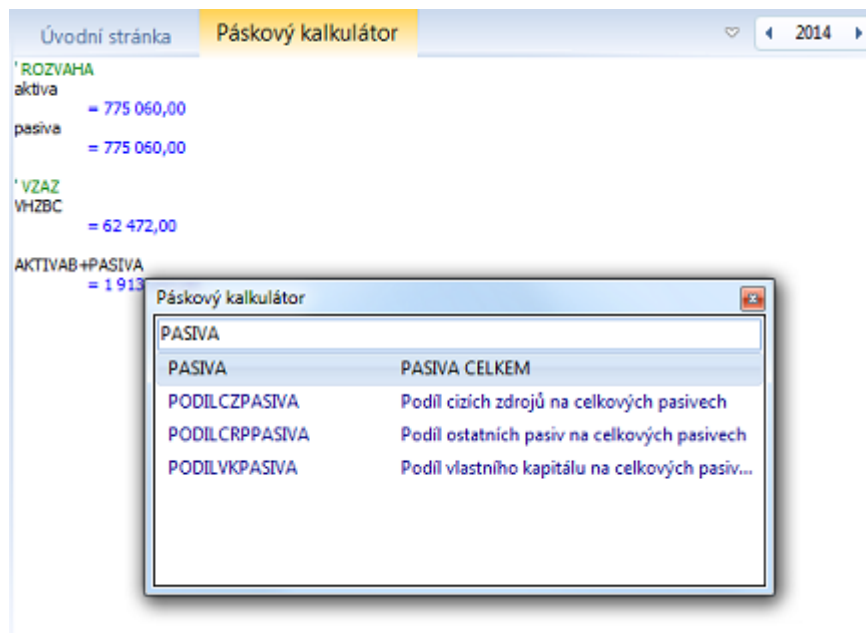 Úvodní stránka Páskový kalkulátor 2014
' ROZVAHA
aktiva
= 775 060,00
pasiva
= 775 060,00
' VZAZ
VHZBC
= 62 472,00
AKTIVAB+PASIVA
= 1 913
Páskový kalkulátor
PASIVA
PASIVA PASIVA CELKEM
PODILCZPASIVA Podíl cizích zdrojů na celkových pasivech
PODILCRPPASIVA Podíl ostatních pasiv na celkových pasivech
PODILVKPASIVA Podíl vlastního kapitálu na celkových pasiv...